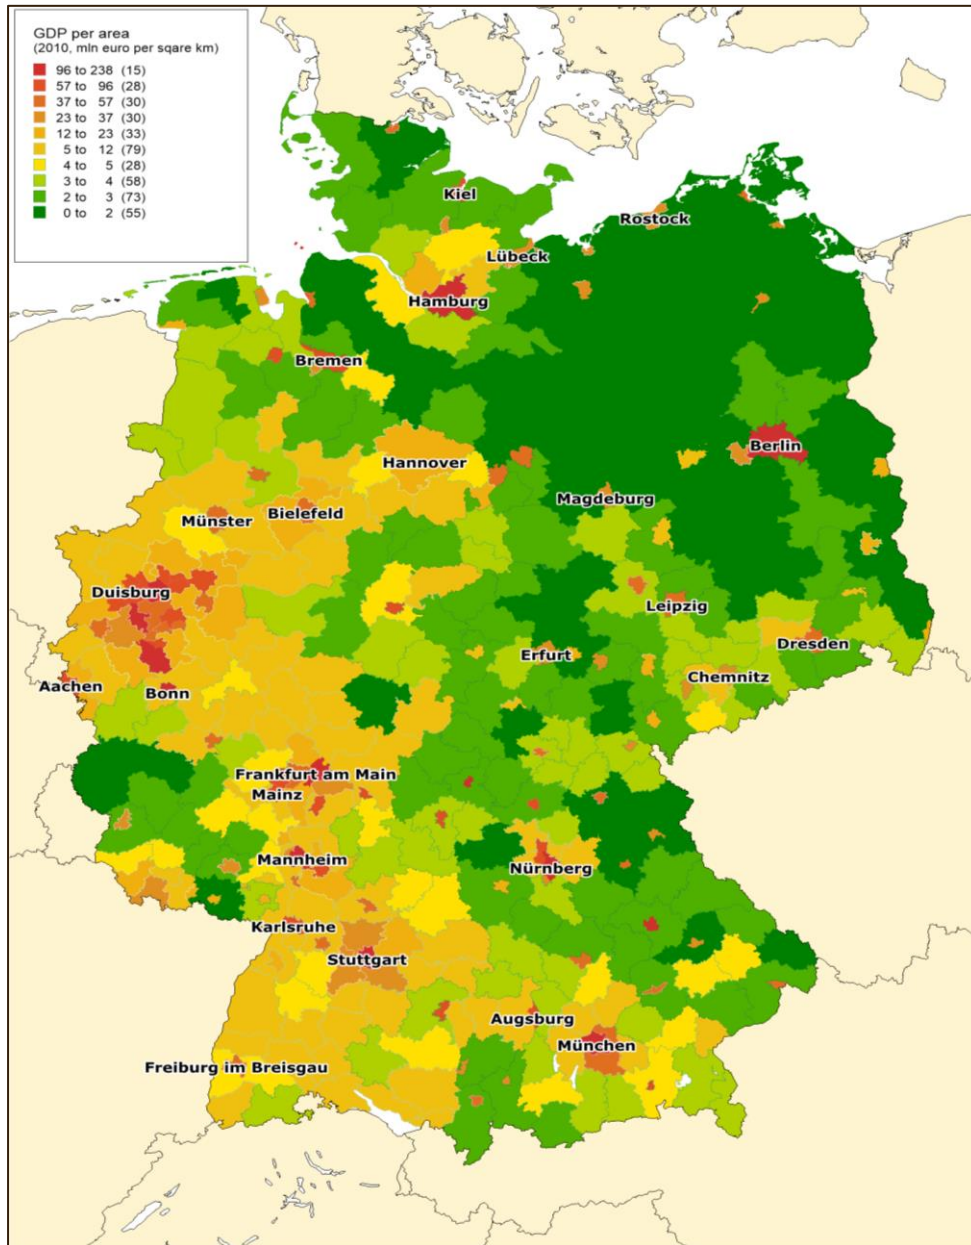 GDP per area
(2010, mln euro per sqare km)
96 to 238 (15)
57 to 96 (28)
37 to 57 (30)
23 to 37 (30)
12 to 23 (33)
5 to 12 (79)
4 to 5 (28)
3 to 4 (58)
2 to 3 (73)
0 to 2 (55)
Kiel
Rostock
Lübeck
Hamburg
Bremen
Berlin
Hannover
Magdeburg
Bielefeld
Münster
Duisburg
Leipzig
Dresden
Erfurt
Chemnitz
Aachen
Bonn
Frankfurt am Main
Mainz
Mannheim
Nürnberg
Karlsruhe
Stuttgart
Augsburg
München
Freiburg im Breisgau